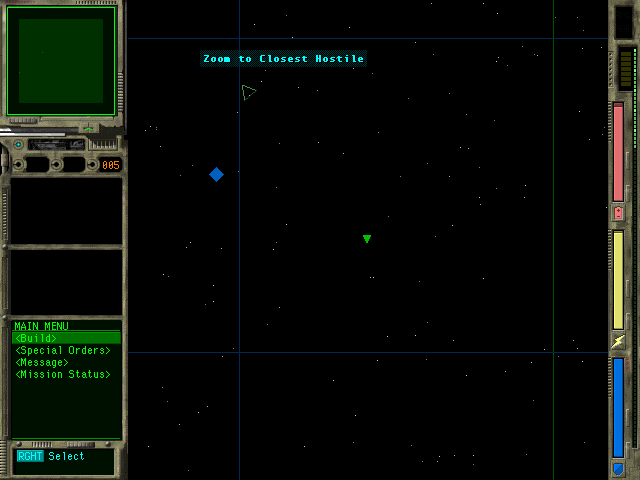 Zoom to Closest Hostile
005
MAIN MENU
<Build>
<Special Orders>
<Message>
<Mission Status>
RGHT Select